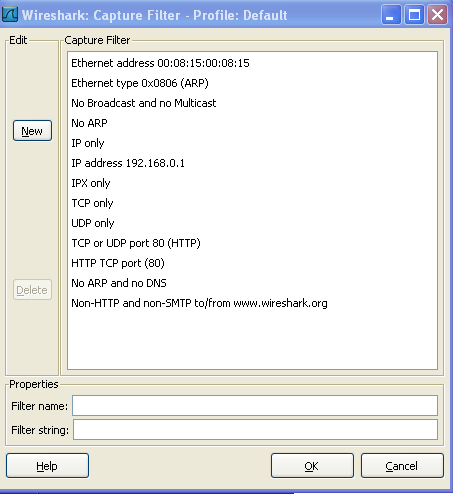 Wireshark: Capture Filter - Profile: Default
Edit
Capture Filter
New
Delete
Ethernet address 00:08:15:00:08:15
Ethernet type 0x0806 (ARP)
No Broadcast and no Multicast
No ARP
IP only
IP address 192.168.0.1
IPX only
TCP only
UDP only
TCP or UDP port 80 (HTTP)
HTTP TCP port (80)
No ARP and no DNS
Non-HTTP and non-SMTP to/from www.wireshark.org
Properties
Filter name:
Filter string:
Help
OK
Cancel